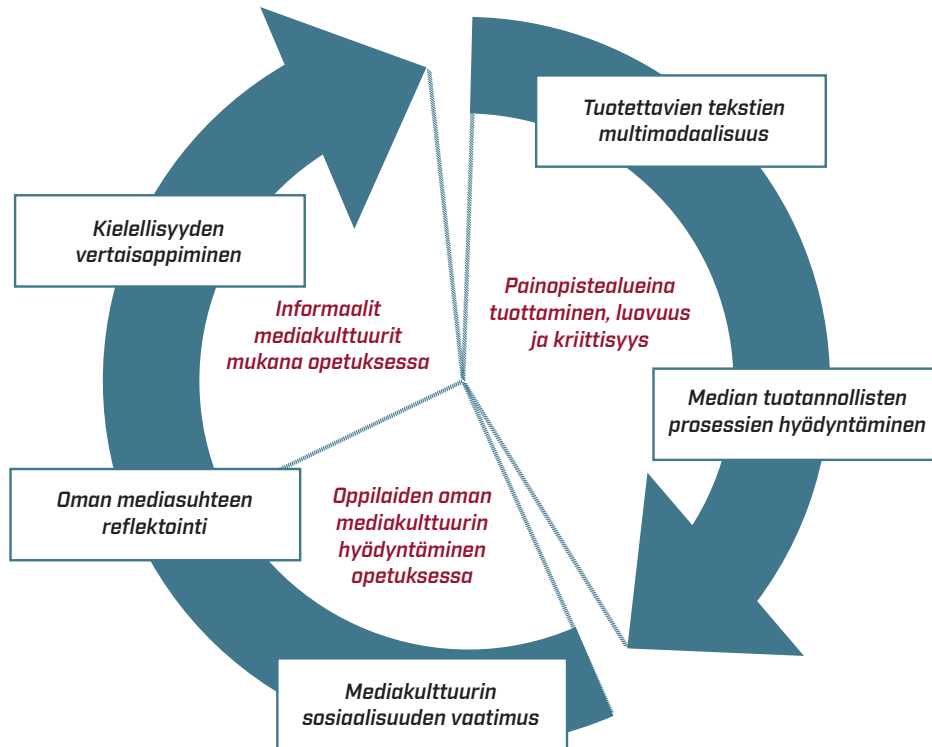 Tuotettavien tekstien
multimodaalisuus
Kielellisyyden
vertaisoppiminen
Informaalit
mediakulttuurit
mukana opetuksessa
Painopistealueina
tuottaminen, luovuus
ja kriittisyys
Median tuotannollisten
prosessien hyödyntäminen
Oman mediasuhteen
reflektointi
Oppilaiden oman
mediakulttuurin
hyödyntäminen
opetuksessa
Mediakulttuurin
sosiaalisuuden vaatimus